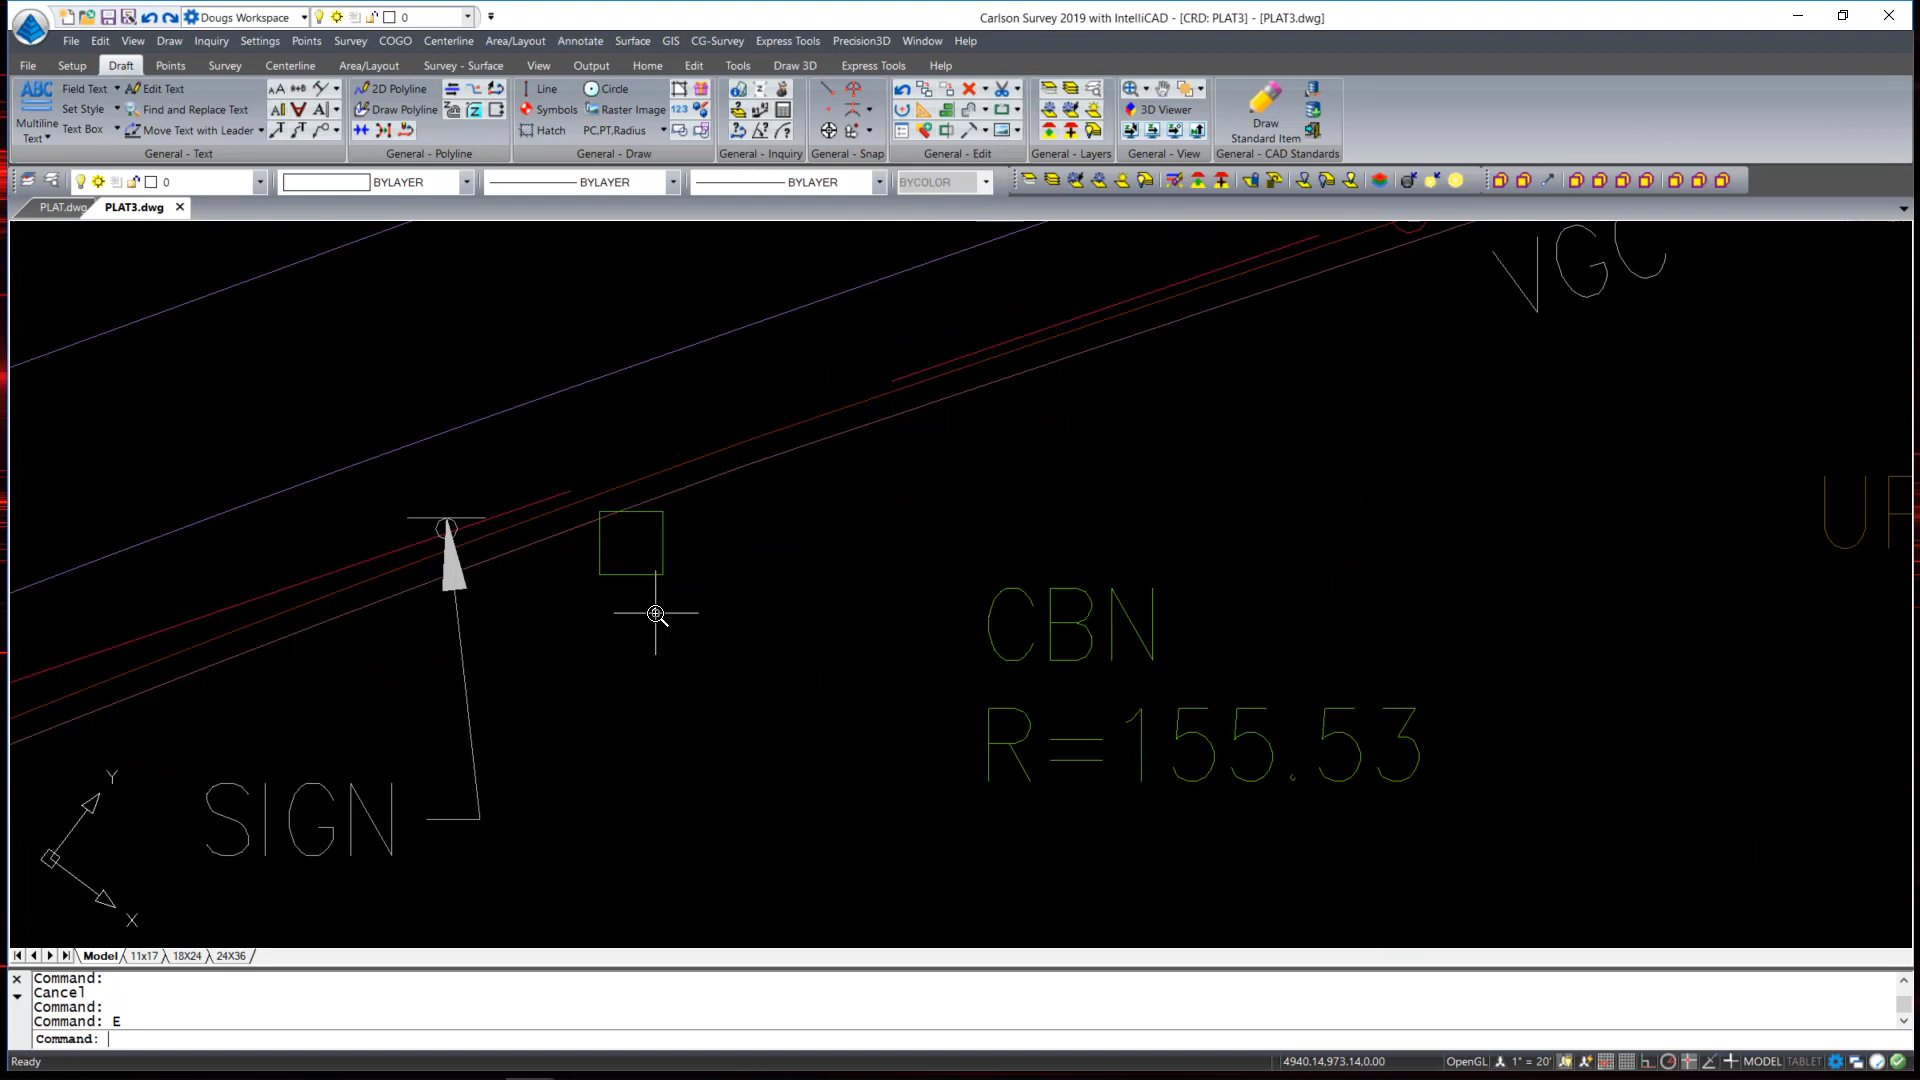 Dougs Workspace
0
Carlson Survey 2019 with IntelliCAD - [CRD: PLAT3] - [PLAT3.dwg]
File Edit View Draw Inquiry Settings Points Survey COGO Centerline Area/Layout Annotate Surface GIS CG-Survey Express Tools Precision3D Window Help
File Setup Draft Points Survey Centerline Area/Layout Survey - Surface View Output Home Edit Tools Draw 3D Express Tools Help
ABC
Multiline
Text
Field Text
Set Style
Text Box
Edit Text
Find and Replace Text
Move Text with Leader
General - Text
2D Polyline
Draw Polyline
General - Polyline
Line
Symbols
Hatch
Circle
Raster Image
PC,PT,Radius
123
General - Draw
General - Inquiry
General - Snap
General - Edit
General - Layers
3D Viewer
General - View
Draw
Standard Item
General - CAD Standards
0
BYLAYER
BYLAYER
BYLAYER
BYCOLOR
PLAT.dwg
PLAT3.dwg
VGC
CBN
R=155.53
SIGN
Y
X
Model 11x17 18X24 24X36
Command:
Cancel
Command:
Command: E
Command:
Ready
4940.14,973.14,0.00
OpenGL
1" = 20'
MODEL
TABLET